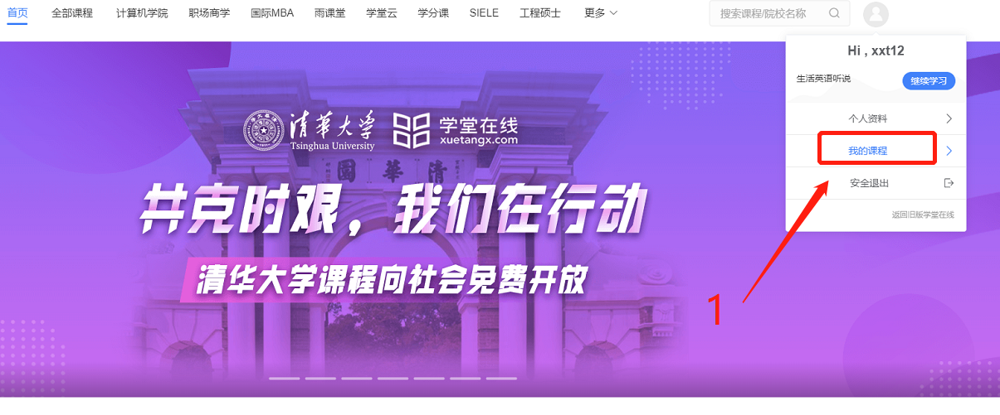 首页 全部课程 计算机学院 职场商学 国际MBA 雨课堂 学堂云 学分课 SIELE 工程硕士 更多 搜索课程/院校名称
Hi , xxt12
生活英语听说 继续学习
个人资料
我的课程
安全退出
返回旧版学堂在线
清华大学 学堂在线
Tsinghua University xuetangx.com
清華園
共克时艰，我们在行动
清华大学课程向社会免费开放
1